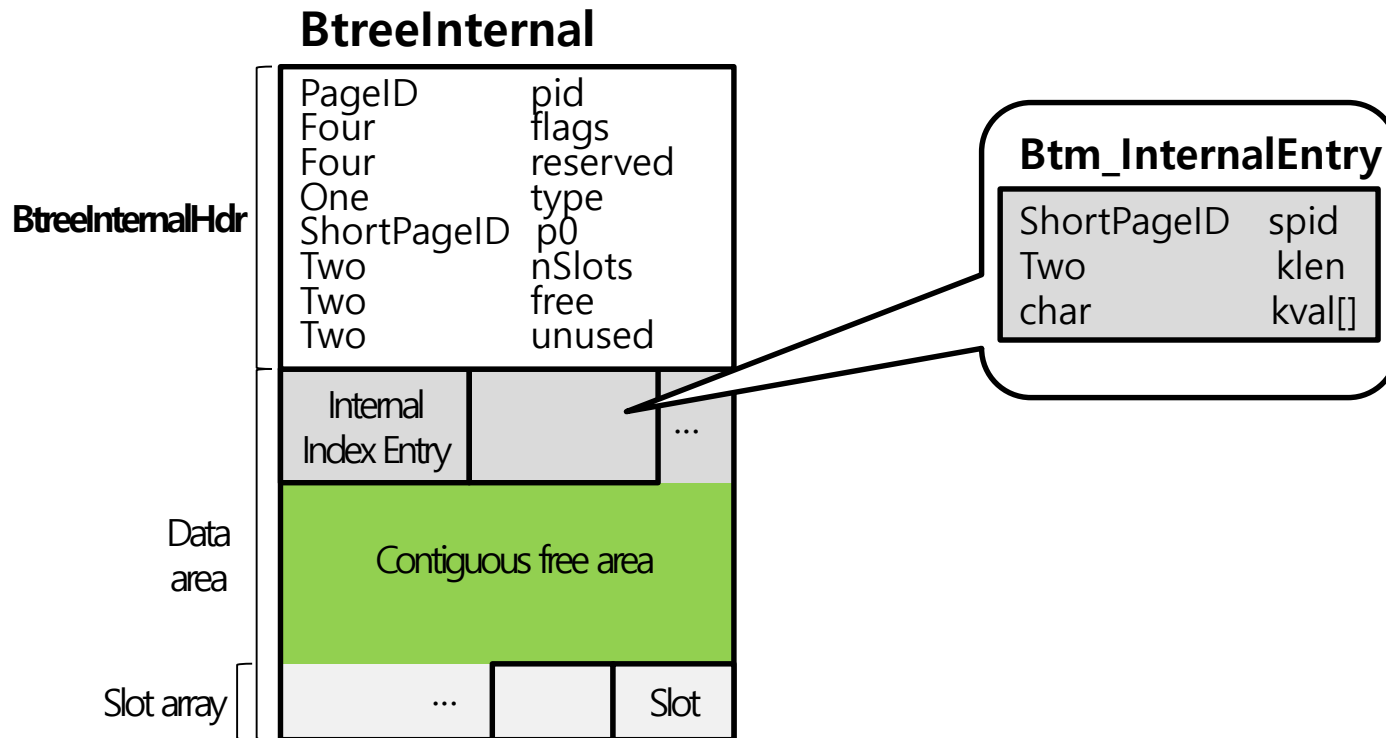 BtreeInternal
BtreeInternalHdr
PageID pid
Four flags
Four reserved
One type
ShortPageID p0
Two nSlots
Two free
Two unused
Btm_InternalEntry
ShortPageID spid
Two klen
char kval[]
Internal
Index Entry
...
Data
area
Contiguous free area
Slot array
...
Slot